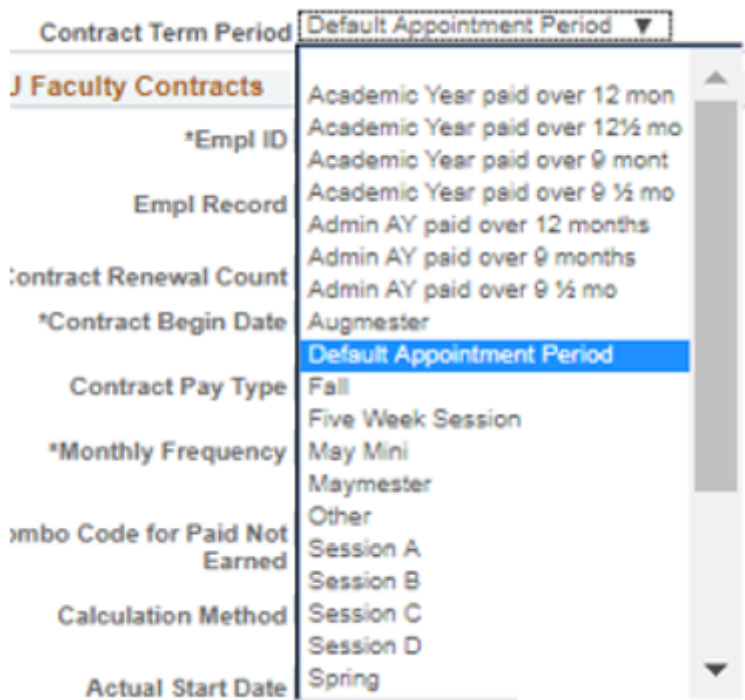 Contract Term Period Default Appointment Period ▼
J Faculty Contracts
Academic Year paid over 12 mon
Academic Year paid over 12½ mo
*Empl ID
Academic Year paid over 9 mont
Academic Year paid over 9 ½ mo
Empl Record
Admin AY paid over 12 months
Admin AY paid over 9 months
Contract Renewal Count
Admin AY paid over 9 ½ mo
*Contract Begin Date
Augmester
Default Appointment Period
Contract Pay Type
Fall
Five Week Session
*Monthly Frequency
May Mini
Maymester
Other
ombo Code for Paid Not
Earned
Session A
Session B
Calculation Method
Session C
Session D
Actual Start Date
Spring